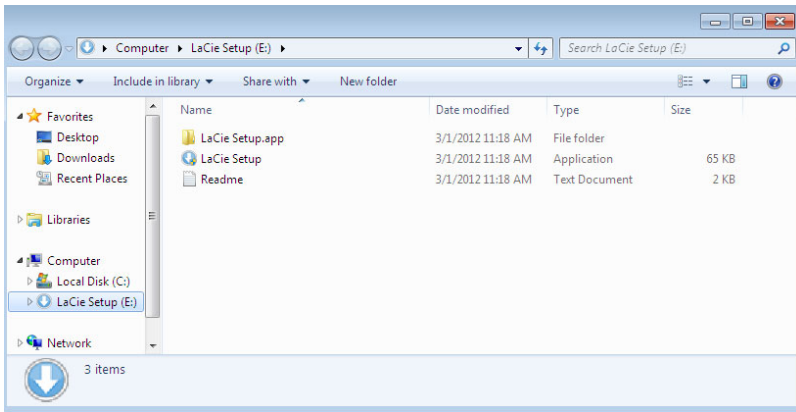 Computer ▸ LaCie Setup (E:) ▸
Search LaCie Setup (E:)
Organize Include in library Share with New folder
Favorites
Desktop
Downloads
Recent Places
Libraries
Computer
Local Disk (C:)
LaCie Setup (E:)
Network
Name Date modified Type Size
LaCie Setup.app 3/1/2012 11:18 AM File folder
LaCie Setup 3/1/2012 11:18 AM Application 65 KB
Readme 3/1/2012 11:18 AM Text Document 2 KB
3 items